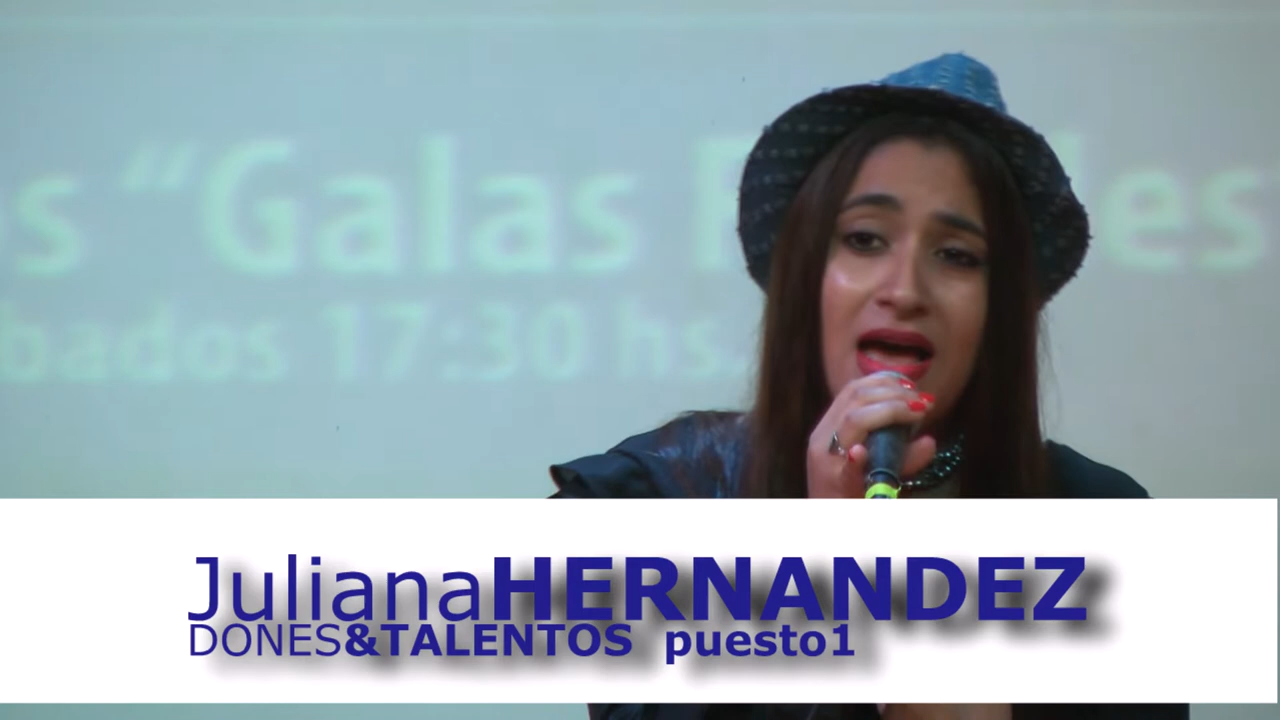 s “Galas
bados 17:30 hs.
JulianaHERNANDEZ
DONES&TALENTOS puesto1